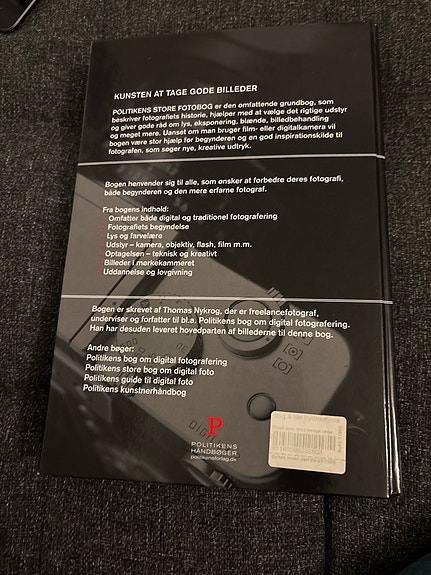 KUNSTEN AT TAGE GODE BILLEDER
POLITIKENS STORE FOTOBOG er den omfattende grundbog, som
beskriver fotografiets historie, hjælper med at vælge det rigtige udstyr
og giver gode råd om lys, eksponering, blænde, billedbehandling
og meget mere. Uanset om man bruger film- eller digitalkamera vil
bogen være stor hjælp for begynderen og en god inspirationskilde til
fotografen, som søger nye, kreative udtryk.
Bogen henvender sig til alle, som ønsker at forbedre deres fotografi,
både begynderen og den mere erfarne fotograf.
Fra bogens indhold:
Omfatter både digital og traditionel fotografering
Fotografiets begyndelse
Lys og farvelære
Udstyr – kamera, objektiv, flash, film m.m.
Optagelsen – teknisk og kreativt
Billeder i mørkekammeret
Uddannelse og lovgivning
Bogen er skrevet af Thomas Nykrog, der er freelancefotograf,
underviser og forfatter til bl.a. Politikens bog om digital fotografering.
Han har desuden leveret hovedparten af billederne til denne bog.
Andre bøger:
Politikens bog om digital fotografering
Politikens store bog om digital foto
Politikens guide til digital foto
Politikens kunstnerhåndbog
POLITIKENS
HÅNDBØGER
politikensforlag.dk